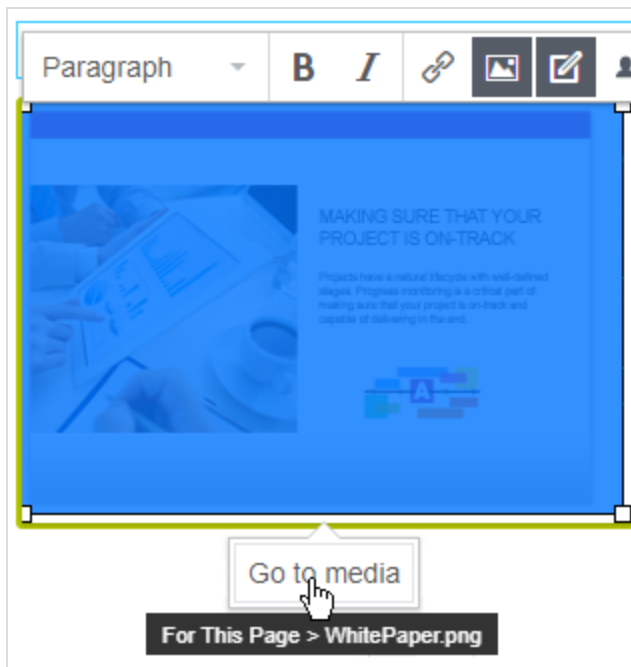 Paragraph B I
MAKING SURE THAT YOUR
PROJECT IS ON-TRACK
Projects have a natural lifecycle with well-defined
stages. Progress monitoring is a critical part of
making sure that your project is on-track and
capable of delivering in the end.
A
Go to media
For This Page > WhitePaper.png